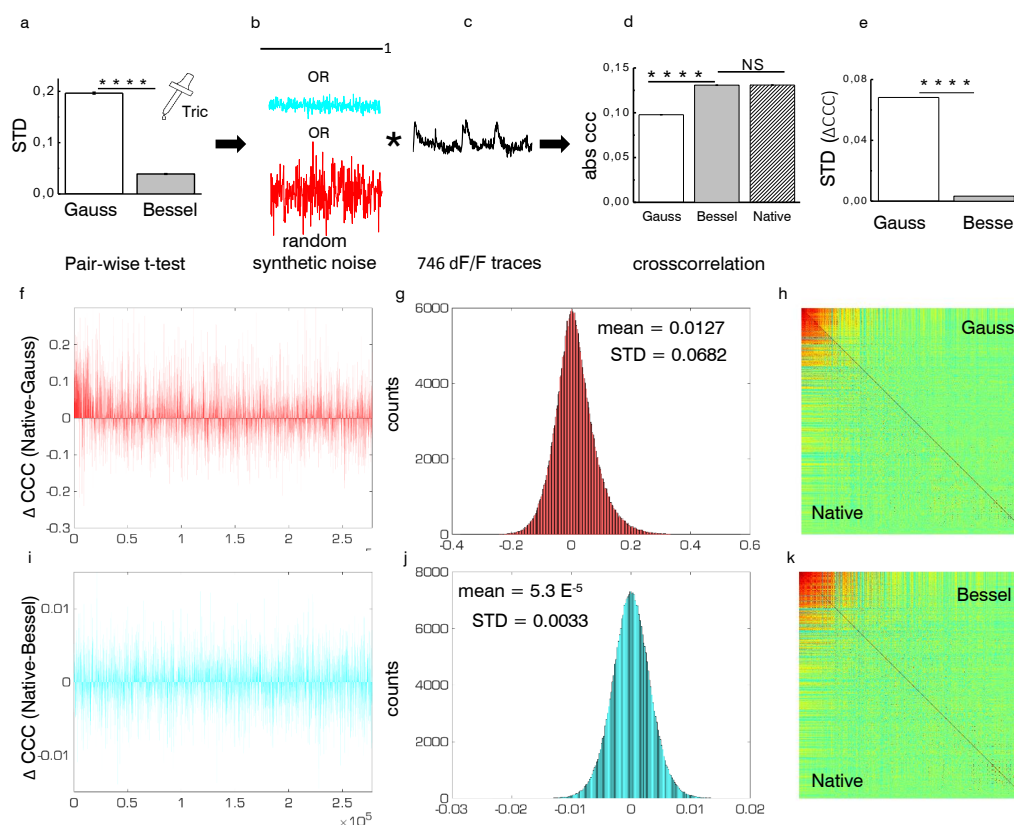 a
b
c
d
e
* * * *
0,2
0,1
0,0
STD
Tric
Gauss
Bessel
Pair-wise t-test
1
OR
OR
random
synthetic noise
*
746 dF/F traces
NS
* * * *
0,15
0,10
0,05
0,00
abs ccc
Gauss
Bessel
Native
crosscorrelation
* * * *
0,08
0,04
0,00
STD (ΔCCC)
Gauss
Besse
f
0.2
0.1
0
-0.1
-0.2
-0.3
Δ CCC (Native-Gauss)
0
0.5
1
1.5
2
2.5
g
6000
4000
2000
0
counts
mean = 0.0127
STD = 0.0682
-0.4
-0.2
0
0.2
0.4
0.6
h
Gauss
Native
i
0.01
0
-0.01
Δ CCC (Native-Bessel)
0
0.5
1
1.5
2
2.5
×10⁵
j
8000
6000
4000
2000
0
counts
mean = 5.3 E⁻⁵
STD = 0.0033
-0.03
-0.02
-0.01
0
0.01
0.02
k
Bessel
Native